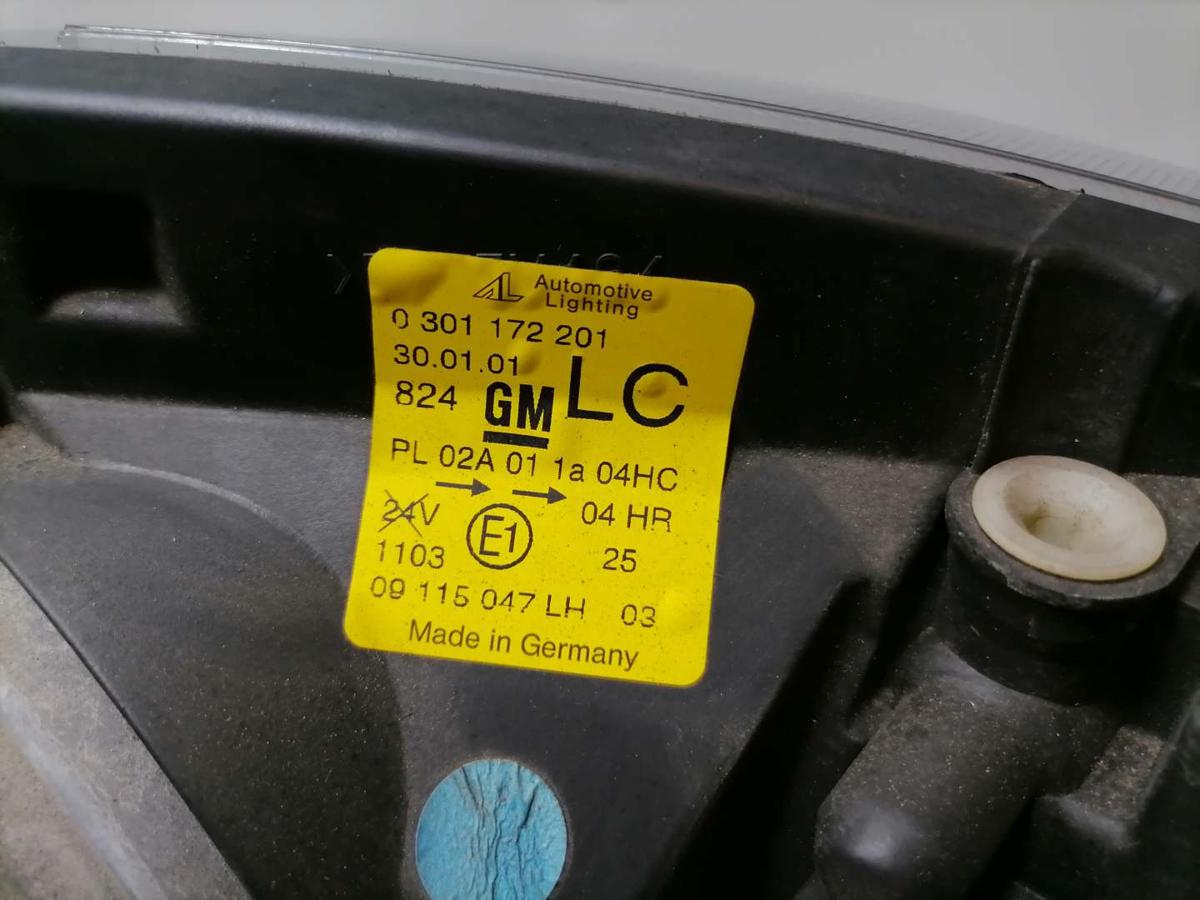 AL Automotive
Lighting
0 301 172 201
30.01.01 LC
824 GM
PL 02A 01 1a 04HC
→ → 04 HR
24V E1
1103 25
09 115 047 LH 03
Made in Germany